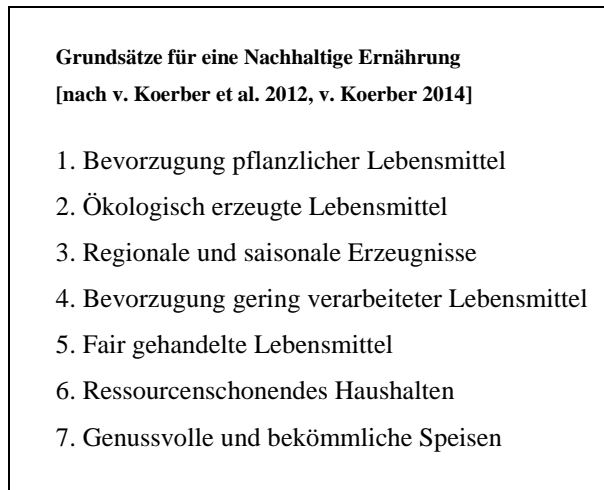 Grundsätze für eine Nachhaltige Ernährung
[nach v. Koerber et al. 2012, v. Koerber 2014]
1. Bevorzugung pflanzlicher Lebensmittel
2. Ökologisch erzeugte Lebensmittel
3. Regionale und saisonale Erzeugnisse
4. Bevorzugung gering verarbeiteter Lebensmittel
5. Fair gehandelte Lebensmittel
6. Ressourcenschonendes Haushalten
7. Genussvolle und bekömmliche Speisen